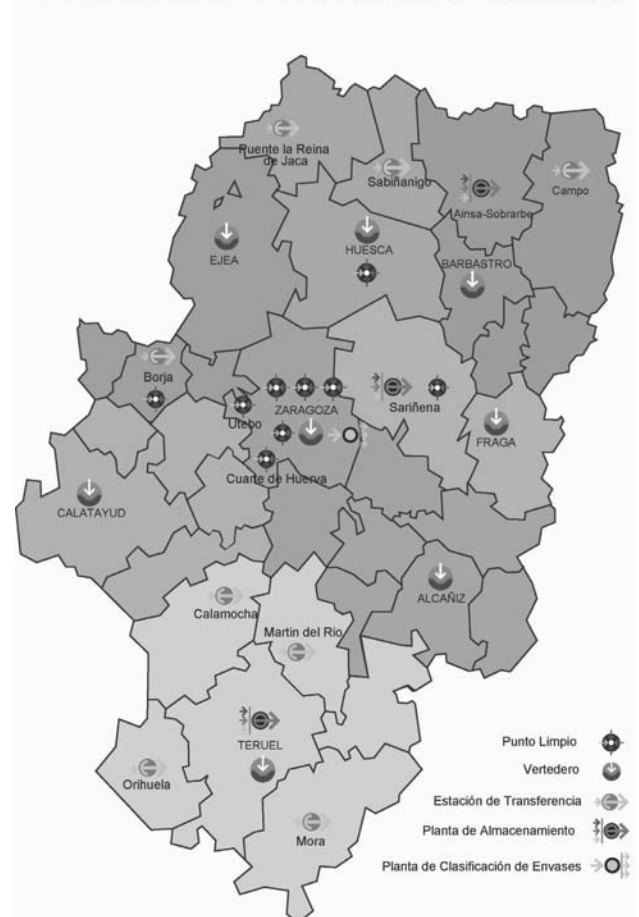 Puente la Reina
de Jaca
Sabiñanigo
Ainsa-Sobrarbe
Campo
EJEA
HUESCA
BARBASTRO
Borja
Utebo
ZARAGOZA
Sariñena
FRAGA
Cuarte de Huerva
CALATAYUD
ALCAÑIZ
Calamocha
Martin del Rio
TERUEL
Orihuela
Mora
Punto Limpio
Vertedero
Estación de Transferencia
Planta de Almacenamiento
Planta de Clasificación de Envases